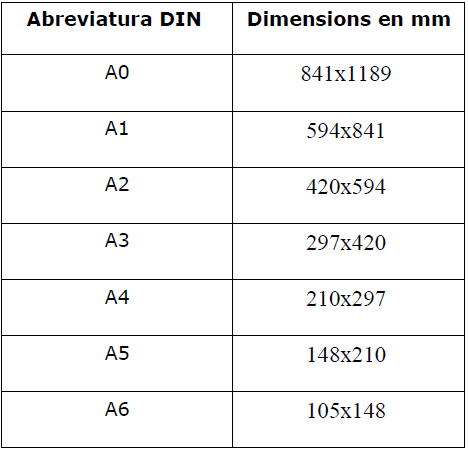 Abreviatura DIN Dimensions en mm
A0 841x1189
A1 594x841
A2 420x594
A3 297x420
A4 210x297
A5 148x210
A6 105x148